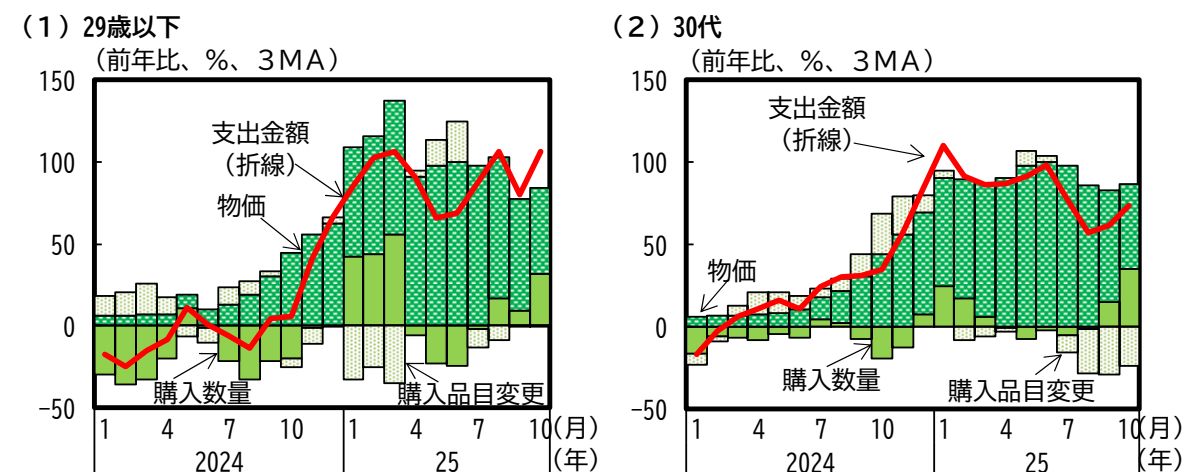 （１）29歳以下
（前年比、%、３ＭＡ）
150
100
50
0
−50
支出金額
（折線）
物価
購入数量
購入品目変更
1 4 7 10 1 4 7 10(月)
2024 25 (年)
（２）30代
（前年比、%、３ＭＡ）
150
100
50
0
−50
支出金額
（折線）
物価
購入数量
購入品目変更
1 4 7 10 1 4 7 10(月)
2024 25 (年)